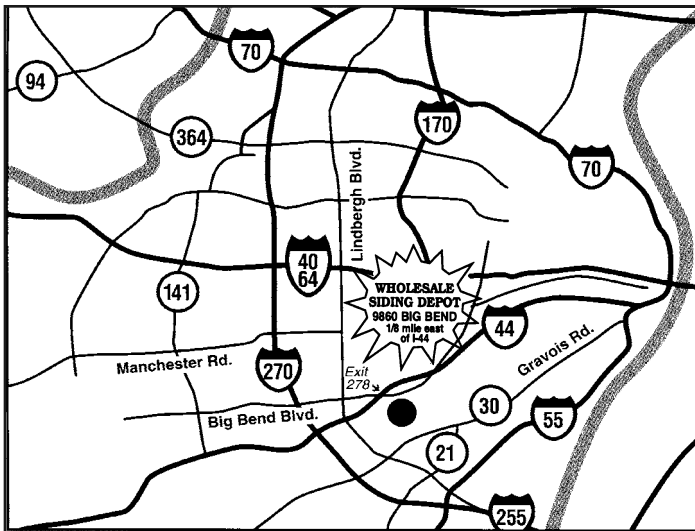 70
94
364
170
70
Lindbergh Blvd.
40
64
141
WHOLESALE
SIDING DEPOT
9860 BIG BEND
1/8 mile east
of I-44
44
Manchester Rd.
270
Exit
278
Gravois Rd.
Big Bend Blvd.
30
55
21
255